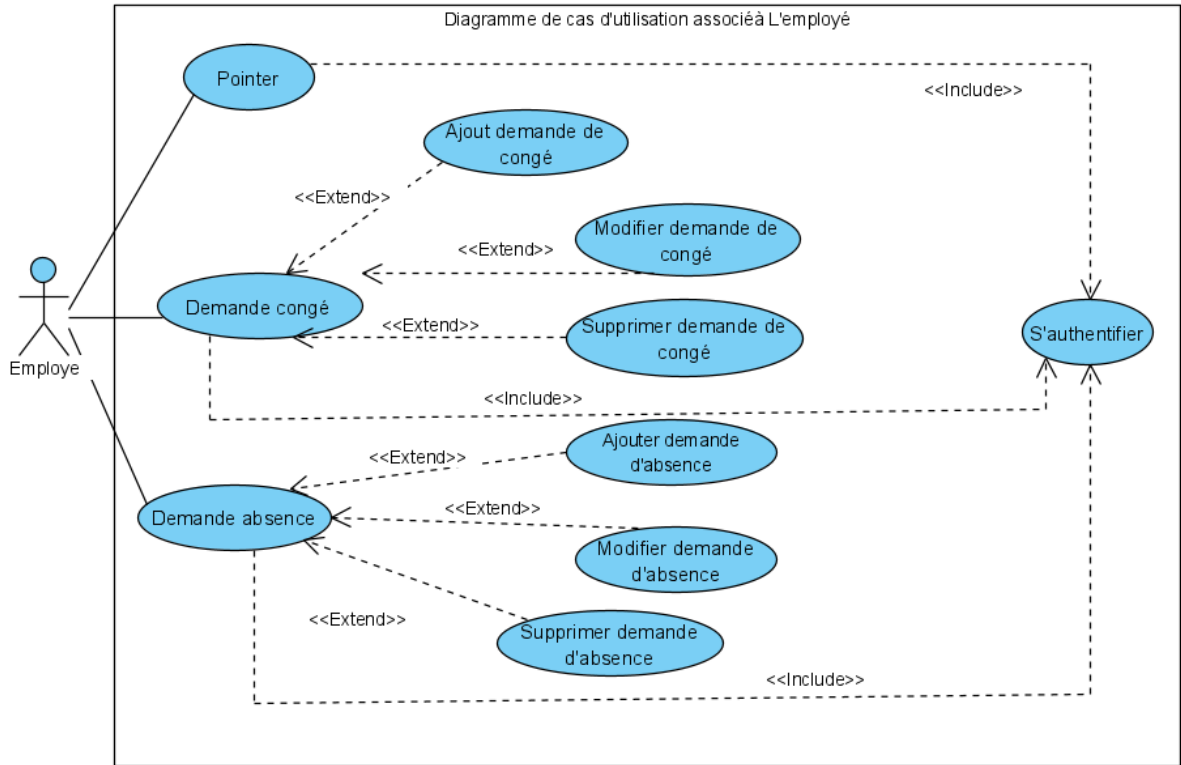 Diagramme de cas d'utilisation associéà L'employé
Pointer
<<Include>>
Ajout demande de
congé
<<Extend>>
Modifier demande de
congé
<<Extend>>
Demande congé
Supprimer demande de
congé
<<Extend>>
S'authentifier
Employe
<<Include>>
Ajouter demande
d'absence
<<Extend>>
Demande absence
<<Extend>>
Modifier demande
d'absence
<<Extend>>
Supprimer demande
d'absence
<<Include>>